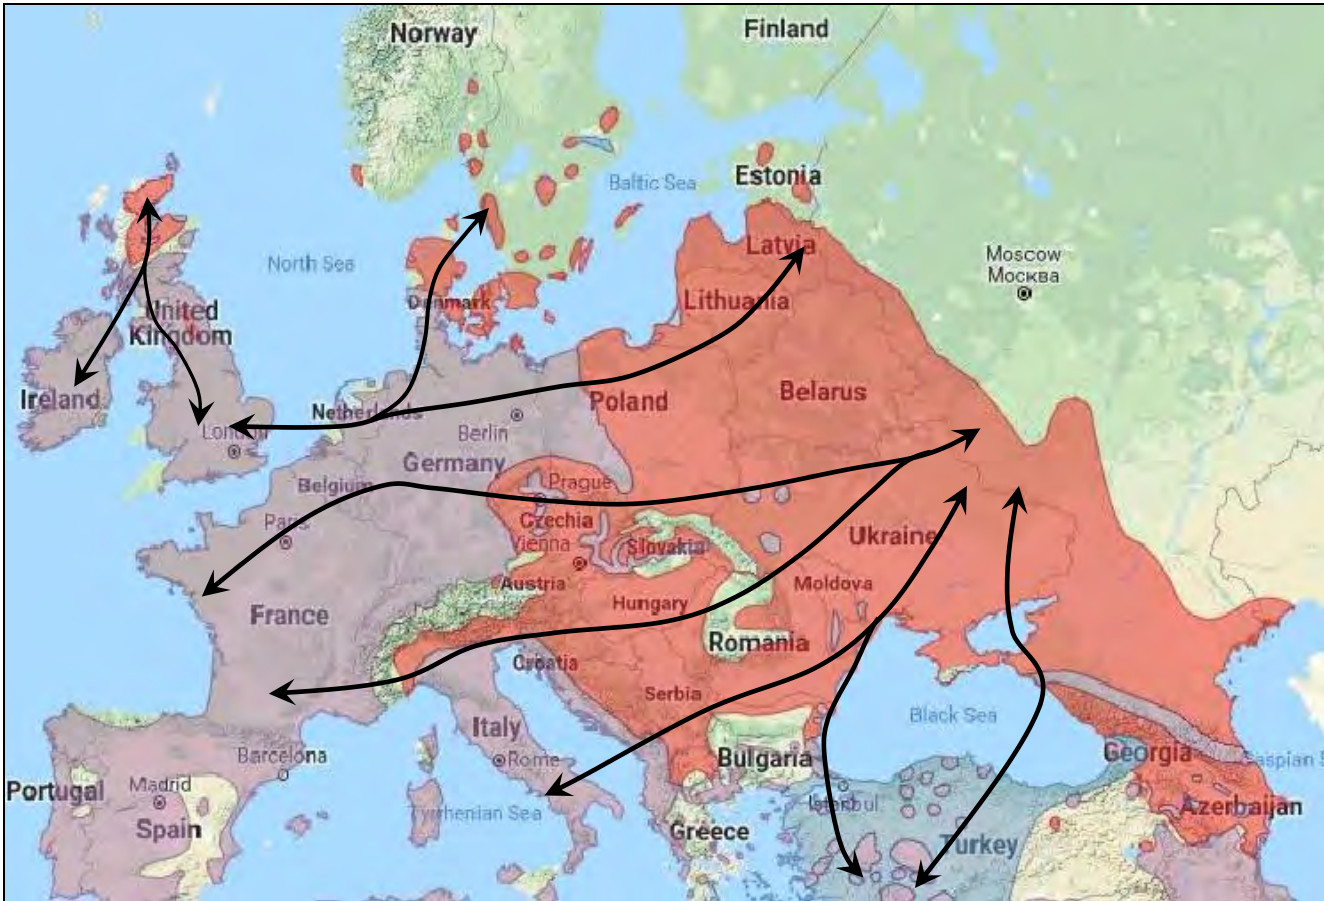 Norway
Finland
Estonia
Baltic Sea
Latvia
Moscow
Москва
North Sea
Denmark
Lithuania
United
Kingdom
Ireland
Netherlands
Poland
Belarus
London
Berlin
Germany
Belgium
Prague
Paris
Czechia
Vienna
Slovakia
Ukraine
Austria
Hungary
Moldova
France
Romania
Croatia
Serbia
Italy
Black Sea
Barcelona
Rome
Bulgaria
Georgia
Caspian S
Portugal
Madrid
Istanbul
Azerbaijan
Tyrrhenian Sea
Spain
Greece
Turkey